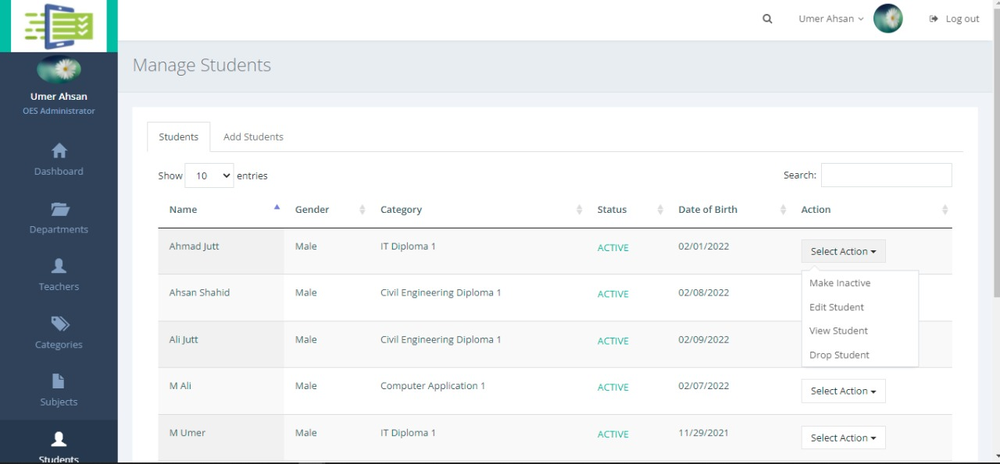 Umer Ahsan
Log out
Umer Ahsan
OES Administrator
Dashboard
Departments
Teachers
Categories
Subjects
Students
Manage Students
Students Add Students
Show 10 entries Search:
Name Gender Category Status Date of Birth Action
Ahmad Jutt Male IT Diploma 1 ACTIVE 02/01/2022 Select Action
Make Inactive
Edit Student
View Student
Drop Student
Ahsan Shahid Male Civil Engineering Diploma 1 ACTIVE 02/08/2022
Ali Jutt Male Civil Engineering Diploma 1 ACTIVE 02/09/2022
M Ali Male Computer Application 1 ACTIVE 02/07/2022 Select Action
M Umer Male IT Diploma 1 ACTIVE 11/29/2021 Select Action